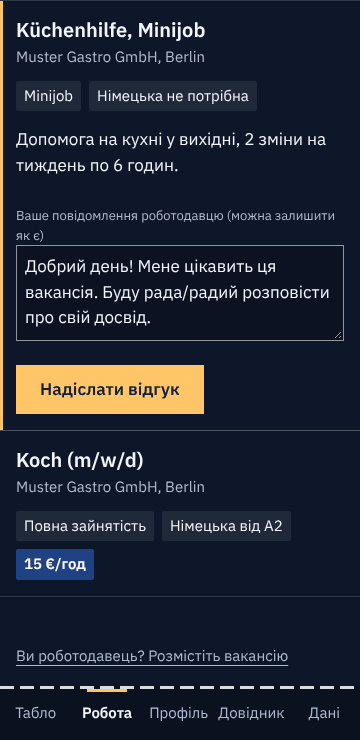 Küchenhilfe, Minijob
Muster Gastro GmbH, Berlin
Minijob
Німецька не потрібна
Допомога на кухні у вихідні, 2 зміни на
тиждень по 6 годин.
Ваше повідомлення роботодавцю (можна залишити
як є)
Добрий день! Мене цікавить ця
вакансія. Буду рада/радий розповісти
про свій досвід.
Надіслати відгук
Koch (m/w/d)
Muster Gastro GmbH, Berlin
Повна зайнятість
Німецька від A2
15 €/год
Ви роботодавець? Розмістіть вакансію
Табло
Робота
Профіль
Довідник
Дані